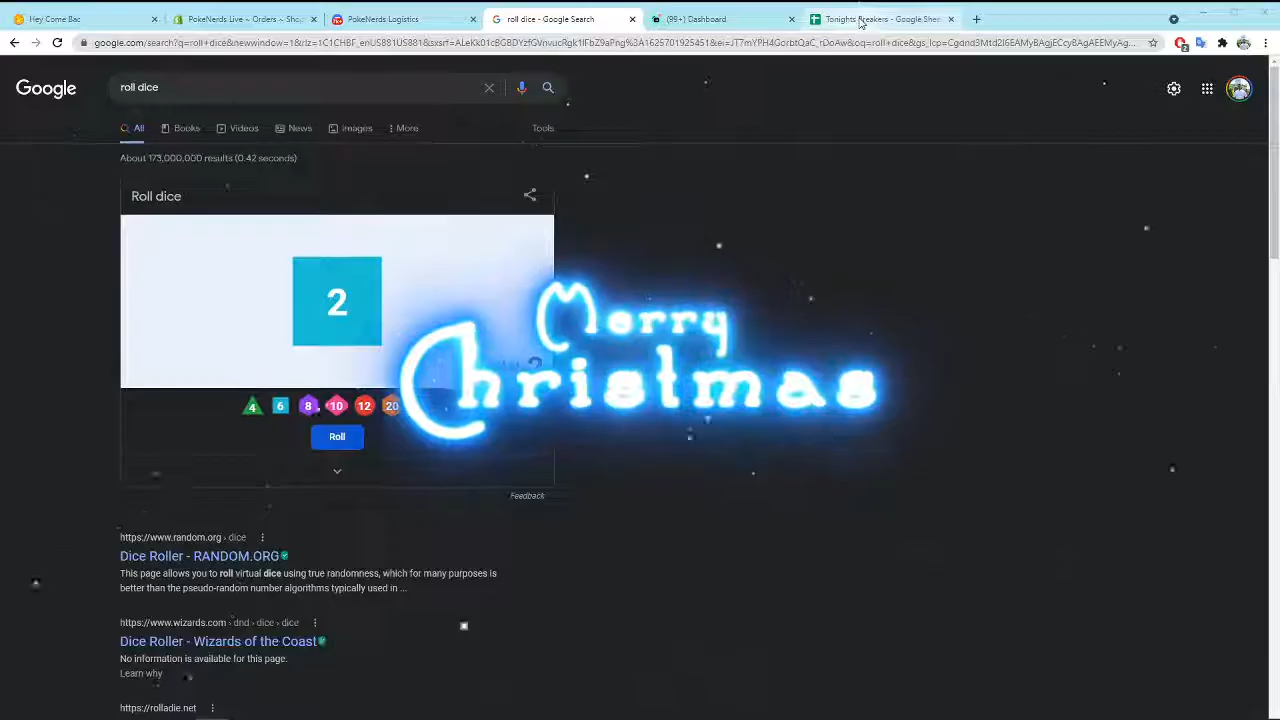 Hey Come Bac
PokeNerds Live ~ Orders ~ Sho
PokeNerds Logistics
roll dice - Google Search
(99+) Dashboard
Tonights Breakers - Google She
Google
roll dice
All
Books
Videos
News
Images
More
Tools
About 173,000,000 results (0.42 seconds)
Roll dice
2
4
6
8
10
12
20
Roll
Merry
Christmas
Feedback
https://www.random.org › dice
Dice Roller - RANDOM.ORG
This page allows you to roll virtual dice using true randomness, which for many purposes is
better than the pseudo-random number algorithms typically used in ...
https://www.wizards.com › dnd › dice › dice
Dice Roller - Wizards of the Coast
No information is available for this page.
Learn why
https://rolladie.net